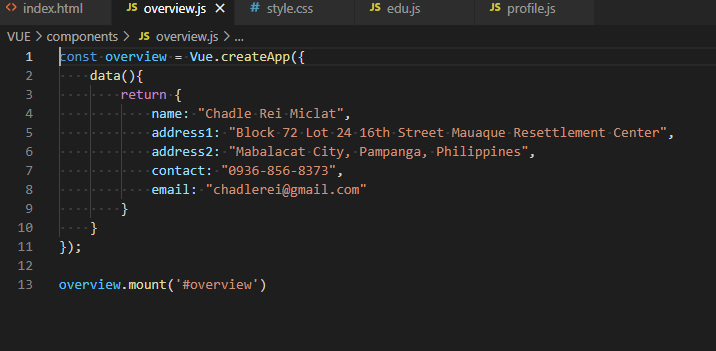 index.html JS overview.js × # style.css JS edu.js JS profile.js
VUE > components > JS overview.js > ...
1 const overview = Vue.createApp({
2 data(){
3 return {
4 name: "Chadle Rei Miclat",
5 address1: "Block 72 Lot 24 16th Street Mauaque Resettlement Center",
6 address2: "Mabalacat City, Pampanga, Philippines",
7 contact: "0936-856-8373",
8 email: "chadlerei@gmail.com"
9 }
10 }
11 });
12
13 overview.mount('#overview')